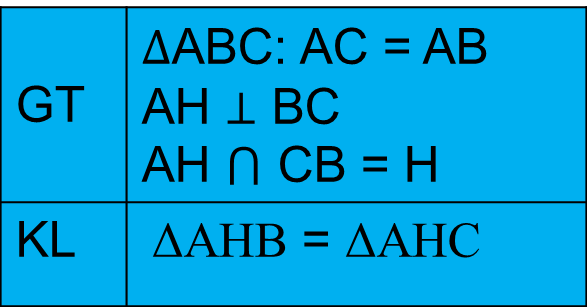 GT
ΔABC: AC = AB
AH ⊥ BC
AH ∩ CB = H
KL
ΔAHB = ΔAHC